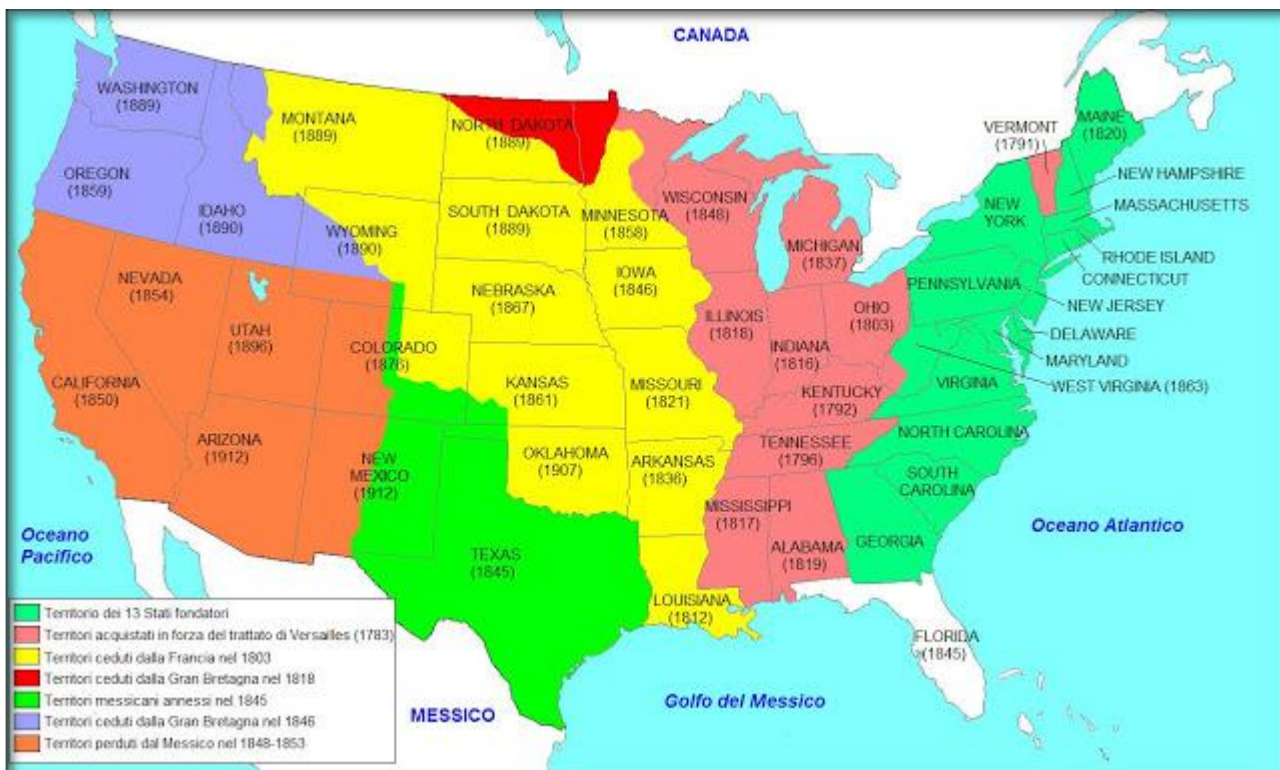 CANADA
WASHINGTON
(1889)
MONTANA
(1889)
NORTH DAKOTA
(1889)
VERMONT
(1791)
MAINE
(1820)
OREGON
(1859)
IDAHO
(1890)
WYOMING
(1890)
SOUTH DAKOTA
(1889)
MINNESOTA
(1858)
WISCONSIN
(1848)
MICHIGAN
(1837)
NEW
YORK
NEW HAMPSHIRE
MASSACHUSETTS
RHODE ISLAND
CONNECTICUT
NEVADA
(1854)
UTAH
(1896)
COLORADO
(1876)
NEBRASKA
(1867)
IOWA
(1846)
ILLINOIS
(1818)
INDIANA
(1816)
OHIO
(1803)
PENNSYLVANIA
NEW JERSEY
DELAWARE
MARYLAND
WEST VIRGINIA (1863)
VIRGINIA
CALIFORNIA
(1850)
ARIZONA
(1912)
NEW
MEXICO
(1912)
KANSAS
(1861)
MISSOURI
(1821)
KENTUCKY
(1792)
OKLAHOMA
(1907)
ARKANSAS
(1836)
TENNESSEE
(1796)
NORTH CAROLINA
SOUTH
CAROLINA
MISSISSIPPI
(1817)
ALABAMA
(1819)
GEORGIA
TEXAS
(1845)
LOUISIANA
(1812)
FLORIDA
(1845)
Oceano
Pacifico
Oceano Atlantico
Golfo del Messico
MESSICO
Territorio dei 13 Stati fondatori
Territori acquistati in forza del trattato di Versailles (1783)
Territori ceduti dalla Francia nel 1803
Territori ceduti dalla Gran Bretagna nel 1818
Territori messicani annessi nel 1845
Territori ceduti dalla Gran Bretagna nel 1846
Territori perduti dal Messico nel 1848-1853